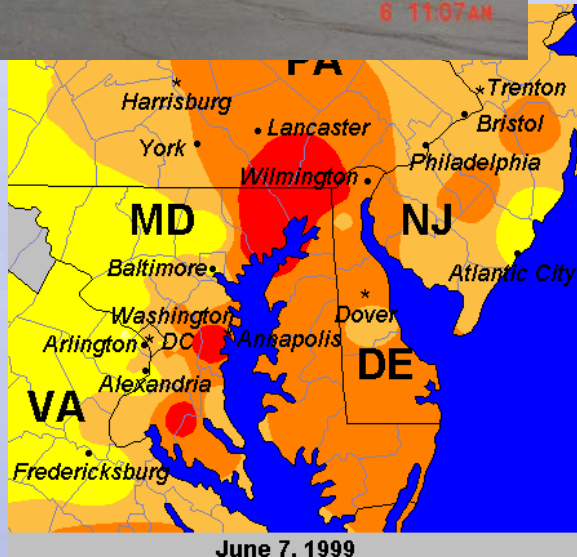 6 11:07AM
PA
Trenton
Harrisburg
Bristol
Lancaster
York
Philadelphia
Wilmington
MD
NJ
Baltimore
Atlantic City
Washington
Dover
Arlington
DC
Annapolis
DE
Alexandria
VA
Fredericksburg
June 7, 1999